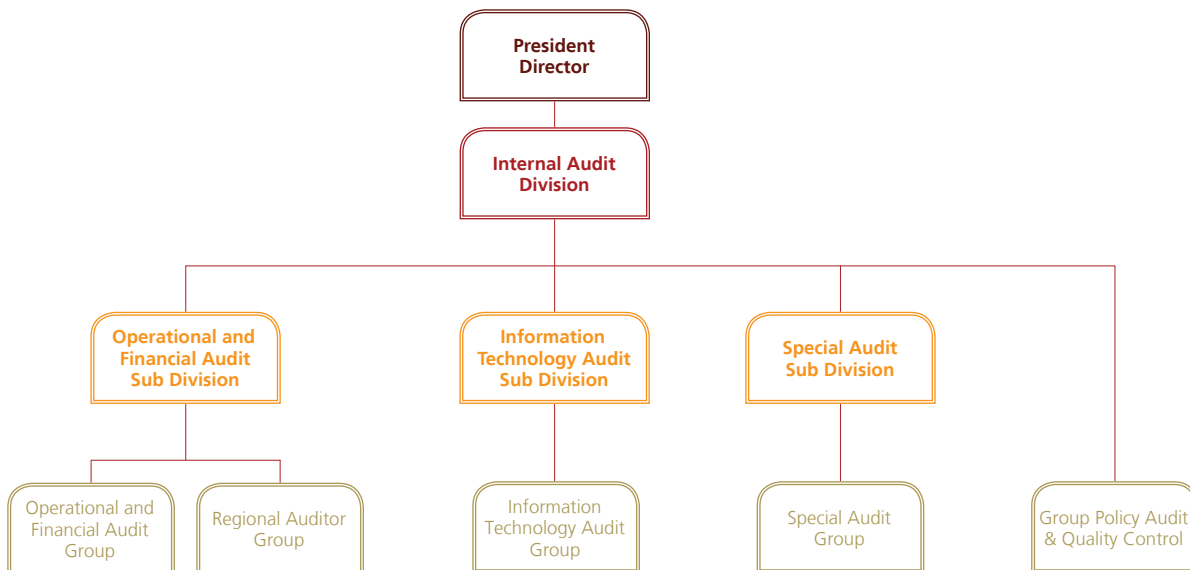 President
Director
Internal Audit
Division
Operational and
Financial Audit
Sub Division
Information
Technology Audit
Sub Division
Special Audit
Sub Division
Operational and
Financial Audit
Group
Regional Auditor
Group
Information
Technology Audit
Group
Special Audit
Group
Group Policy Audit
& Quality Control